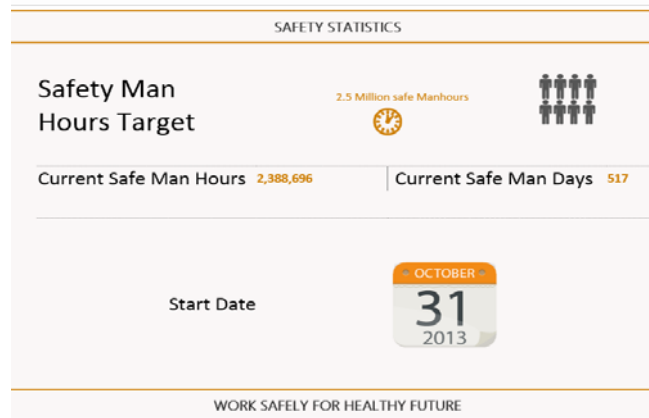 SAFETY STATISTICS
Safety Man
Hours Target
2.5 Million safe Manhours
Current Safe Man Hours 2,388,696
Current Safe Man Days 517
Start Date
OCTOBER
31
2013
WORK SAFELY FOR HEALTHY FUTURE